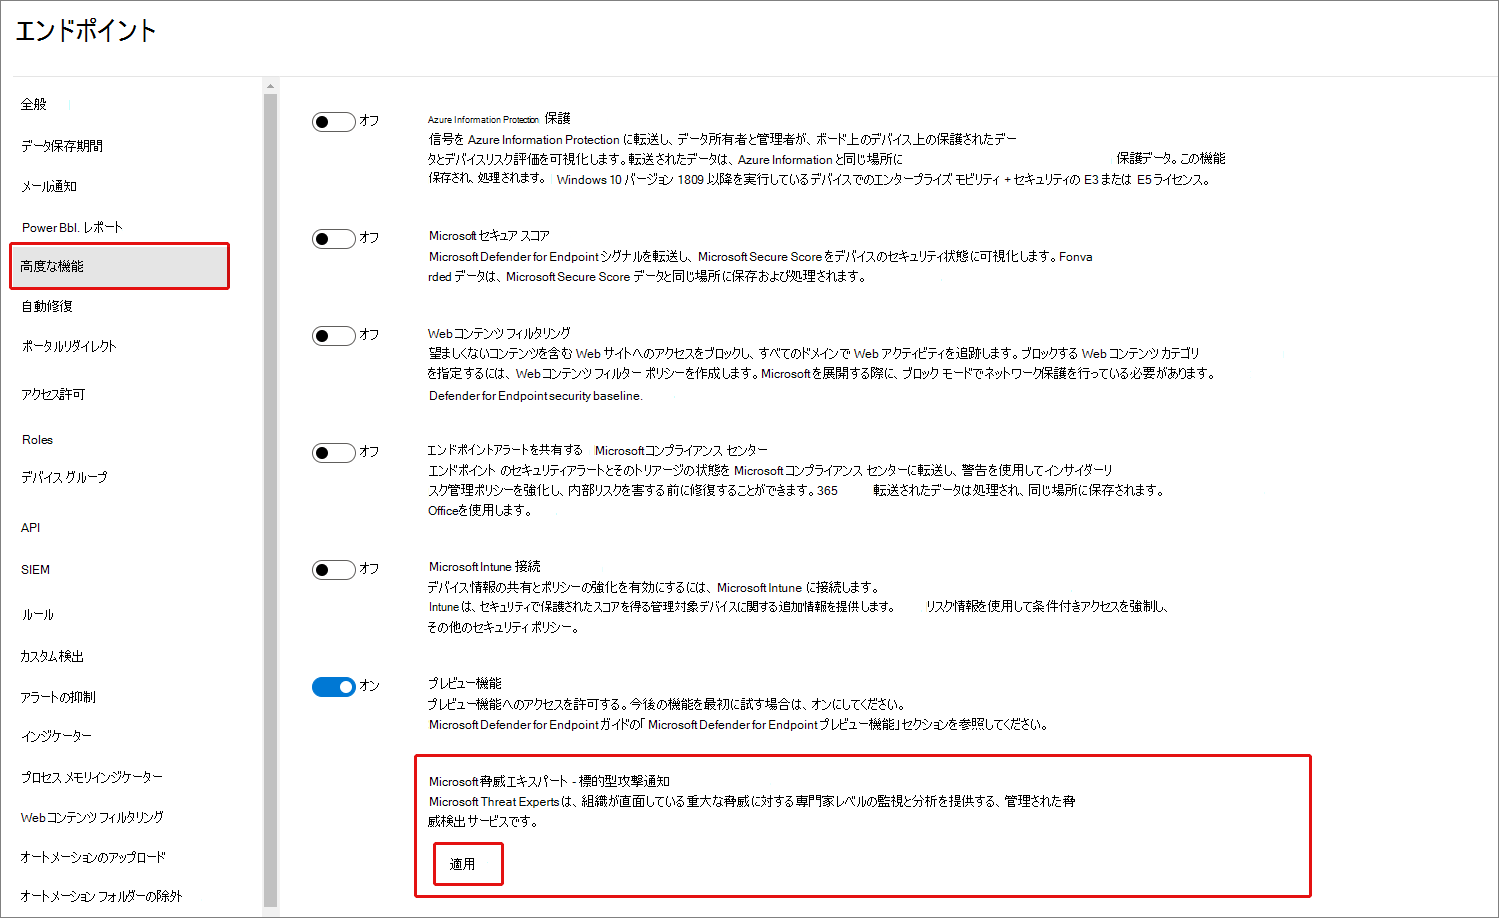 エンドポイント
全般
データ保存期間
メール通知
Power Bbl. レポート
高度な機能
自動修復
ポータルリダイレクト
アクセス許可
Roles
デバイス グループ
API
SIEM
ルール
カスタム検出
アラートの抑制
インジケーター
プロセス メモリインジケーター
Webコンテンツ フィルタリング
オートメーションのアップロード
オートメーション フォルダーの除外
オフ
Azure Information Protection 保護
信号を Azure Information Protection に転送し、データ所有者と管理者が、ボード上のデバイス上の保護されたデー
タとデバイスリスク評価を可視化します。転送されたデータは、Azure Information と同じ場所に 保護データ。この機能
保存され、処理されます。 Windows 10 バージョン 1809 以降を実行しているデバイスでのエンタープライズ モビリティ + セキュリティの E3 または E5 ライセンス。
オフ
Microsoft セキュア スコア
Microsoft Defender for Endpoint シグナルを転送し、Microsoft Secure Score をデバイスのセキュリティ状態に可視化します。Fonva
rded データは、Microsoft Secure Score データと同じ場所に保存および処理されます。
オフ
Web コンテンツ フィルタリング
望ましくないコンテンツを含む Web サイトへのアクセスをブロックし、すべてのドメインで Web アクティビティを追跡します。ブロックする Web コンテンツ カテゴリ
を指定するには、Web コンテンツ フィルター ポリシーを作成します。Microsoft を展開する際に、ブロック モードでネットワーク保護を行っている必要があります。
Defender for Endpoint security baseline.
オフ
エンドポイントアラートを共有する Microsoft コンプライアンス センター
エンドポイント のセキュリティアラートとそのトリアージの状態を Microsoft コンプライアンス センターに転送し、警告を使用してインサイダーリ
スク管理ポリシーを強化し、内部リスクを害する前に修復することができます。365 転送されたデータは処理され、同じ場所に保存されます。
Officeを使用します。
オフ
Microsoft Intune 接続
デバイス情報の共有とポリシーの強化を有効にするには、Microsoft Intune に接続します。
Intune は、セキュリティで保護されたスコアを得る管理対象デバイスに関する追加情報を提供します。 リスク情報を使用して条件付きアクセスを強制し、
その他のセキュリティ ポリシー。
オン
プレビュー機能
プレビュー機能へのアクセスを許可する。今後の機能を最初に試す場合は、オンにしてください。
Microsoft Defender for Endpoint ガイドの「 Microsoft Defender for Endpoint プレビュー機能」セクションを参照してください。
Microsoft 脅威エキスパート - 標的型攻撃通知
Microsoft Threat Experts は、組織が直面している重大な脅威に対する専門家レベルの監視と分析を提供する、管理された脅
威検出サービスです。
適用